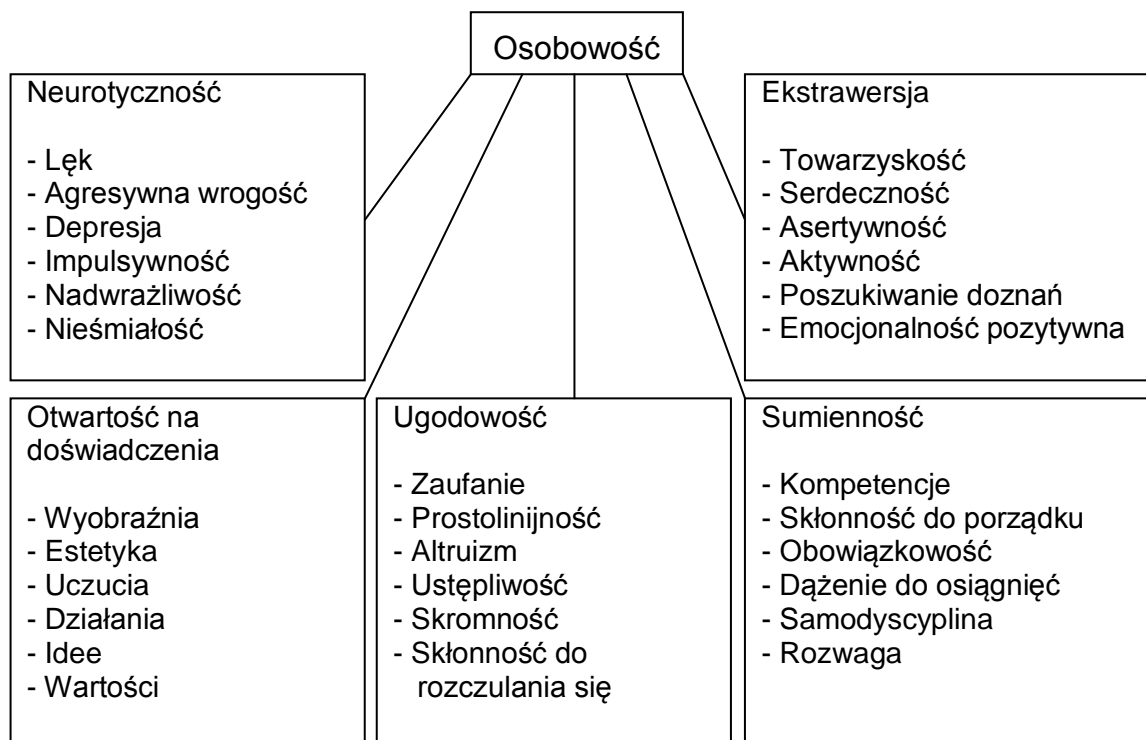 Osobowość
Neurotyczność
- Lęk
- Agresywna wrogość
- Depresja
- Impulsywność
- Nadwrażliwość
- Nieśmiałość
Ekstrawersja
- Towarzyskość
- Serdeczność
- Asertywność
- Aktywność
- Poszukiwanie doznań
- Emocjonalność pozytywna
Otwartość na
doświadczenia
- Wyobraźnia
- Estetyka
- Uczucia
- Działania
- Idee
- Wartości
Ugodowość
- Zaufanie
- Prostolinijność
- Altruizm
- Ustępliwość
- Skromność
- Skłonność do
rozczulania się
Sumienność
- Kompetencje
- Skłonność do porządku
- Obowiązkowość
- Dążenie do osiągnięć
- Samodyscyplina
- Rozwaga